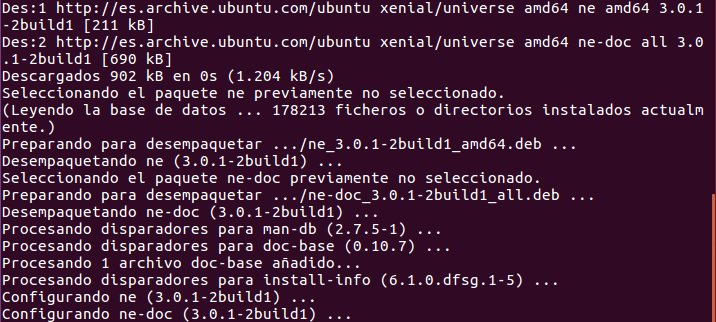 Des:1 http://es.archive.ubuntu.com/ubuntu xenial/universe amd64 ne amd64 3.0.1
-2build1 [211 kB]
Des:2 http://es.archive.ubuntu.com/ubuntu xenial/universe amd64 ne-doc all 3.0
.1-2build1 [690 kB]
Descargados 902 kB en 0s (1.204 kB/s)
Seleccionando el paquete ne previamente no seleccionado.
(Leyendo la base de datos ... 178213 ficheros o directorios instalados actualm
ente.)
Preparando para desempaquetar .../ne_3.0.1-2build1_amd64.deb ...
Desempaquetando ne (3.0.1-2build1) ...
Seleccionando el paquete ne-doc previamente no seleccionado.
Preparando para desempaquetar .../ne-doc_3.0.1-2build1_all.deb ...
Desempaquetando ne-doc (3.0.1-2build1) ...
Procesando disparadores para man-db (2.7.5-1) ...
Procesando disparadores para doc-base (0.10.7) ...
Procesando 1 archivo doc-base añadido...
Procesando disparadores para install-info (6.1.0.dfsg.1-5) ...
Configurando ne (3.0.1-2build1) ...
Configurando ne-doc (3.0.1-2build1) ...